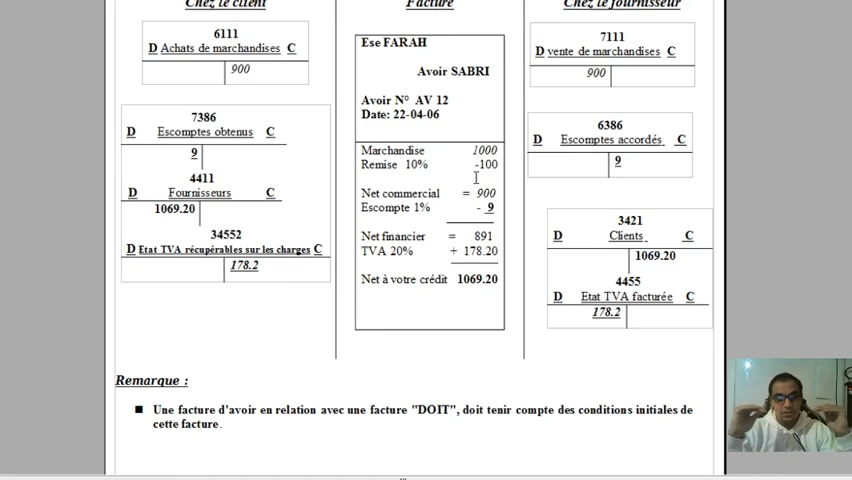 Chez le client
6111
D Achats de marchandises C
900
7386
D Escomptes obtenus C
9
4411
D Fournisseurs C
1069.20
34552
D Etat TVA récupérables sur les charges C
178.2
Facture
Ese FARAH
Avoir SABRI
Avoir N° AV 12
Date: 22-04-06
Marchandise 1000
Remise 10% -100
Net commercial = 900
Escompte 1% - 9
Net financier = 891
TVA 20% + 178.20
Net à votre crédit 1069.20
Chez le fournisseur
7111
D vente de marchandises C
900
6386
D Escomptes accordés C
9
3421
D Clients C
1069.20
4455
D Etat TVA facturée C
178.2
Remarque :
Une facture d'avoir en relation avec une facture "DOIT", doit tenir compte des conditions initiales de
cette facture.